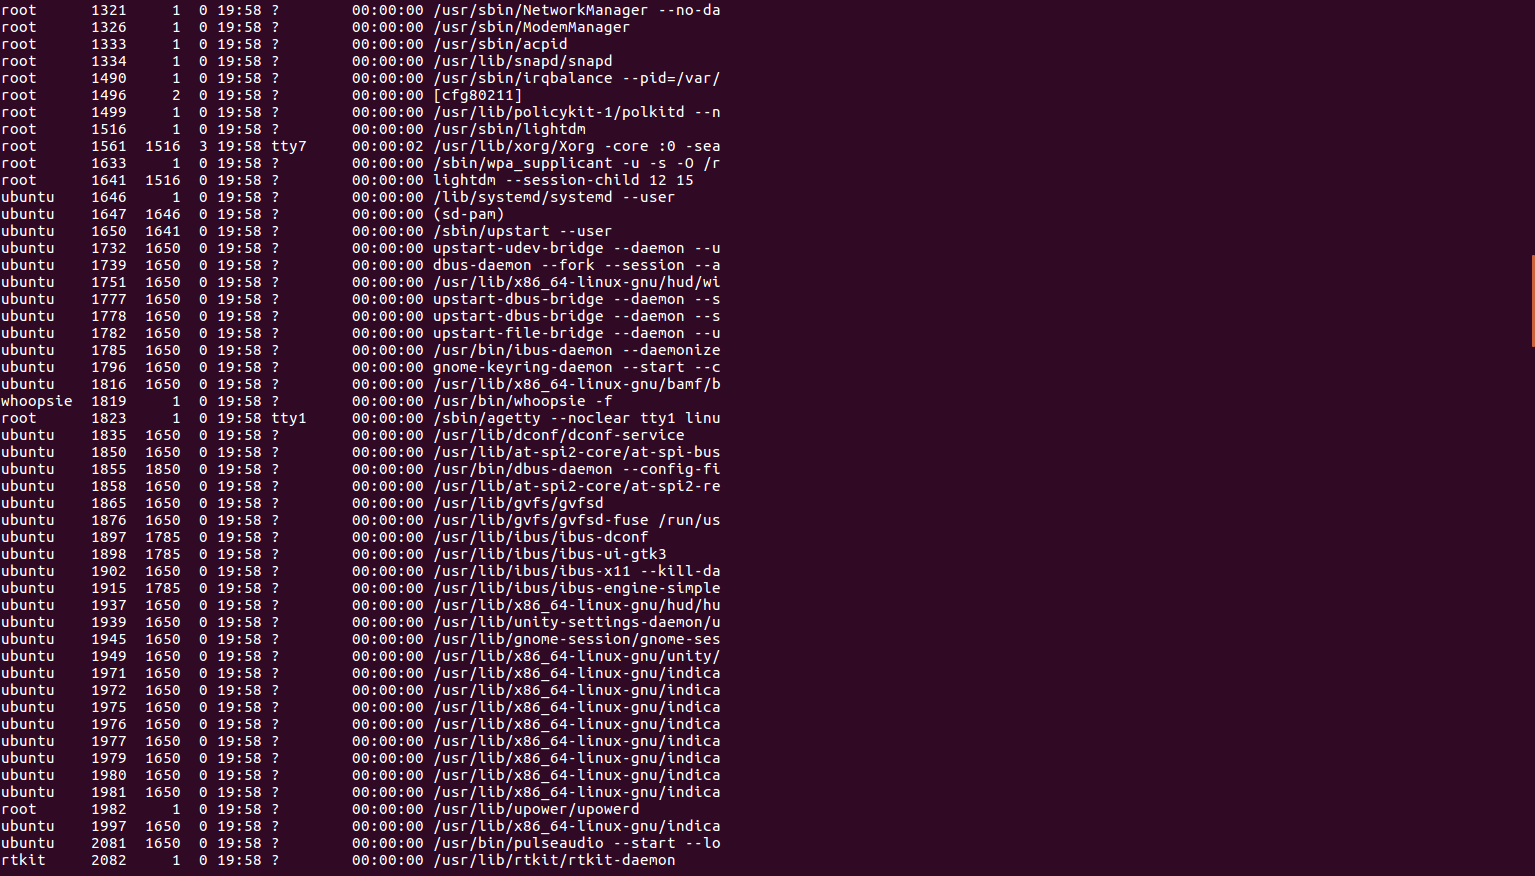 root      1321     1  0 19:58 ?        00:00:00 /usr/sbin/NetworkManager --no-da
root      1326     1  0 19:58 ?        00:00:00 /usr/sbin/ModemManager
root      1333     1  0 19:58 ?        00:00:00 /usr/sbin/acpid
root      1334     1  0 19:58 ?        00:00:00 /usr/lib/snapd/snapd
root      1490     1  0 19:58 ?        00:00:00 /usr/sbin/irqbalance --pid=/var/
root      1496     2  0 19:58 ?        00:00:00 [cfg80211]
root      1499     1  0 19:58 ?        00:00:00 /usr/lib/policykit-1/polkitd --n
root      1516     1  0 19:58 ?        00:00:00 /usr/sbin/lightdm
root      1561  1516  3 19:58 tty7     00:00:02 /usr/lib/xorg/Xorg -core :0 -sea
root      1633     1  0 19:58 ?        00:00:00 /sbin/wpa_supplicant -u -s -O /r
root      1641  1516  0 19:58 ?        00:00:00 lightdm --session-child 12 15
ubuntu    1646     1  0 19:58 ?        00:00:00 /lib/systemd/systemd --user
ubuntu    1647  1646  0 19:58 ?        00:00:00 (sd-pam)
ubuntu    1650  1641  0 19:58 ?        00:00:00 /sbin/upstart --user
ubuntu    1732  1650  0 19:58 ?        00:00:00 upstart-udev-bridge --daemon --u
ubuntu    1739  1650  0 19:58 ?        00:00:00 dbus-daemon --fork --session --a
ubuntu    1751  1650  0 19:58 ?        00:00:00 /usr/lib/x86_64-linux-gnu/hud/wi
ubuntu    1777  1650  0 19:58 ?        00:00:00 upstart-dbus-bridge --daemon --s
ubuntu    1778  1650  0 19:58 ?        00:00:00 upstart-dbus-bridge --daemon --s
ubuntu    1782  1650  0 19:58 ?        00:00:00 upstart-file-bridge --daemon --u
ubuntu    1785  1650  0 19:58 ?        00:00:00 /usr/bin/ibus-daemon --daemonize
ubuntu    1796  1650  0 19:58 ?        00:00:00 gnome-keyring-daemon --start --c
ubuntu    1816  1650  0 19:58 ?        00:00:00 /usr/lib/x86_64-linux-gnu/bamf/b
whoopsie  1819     1  0 19:58 ?        00:00:00 /usr/bin/whoopsie -f
root      1823     1  0 19:58 tty1     00:00:00 /sbin/agetty --noclear tty1 linu
ubuntu    1835  1650  0 19:58 ?        00:00:00 /usr/lib/dconf/dconf-service
ubuntu    1850  1650  0 19:58 ?        00:00:00 /usr/lib/at-spi2-core/at-spi-bus
ubuntu    1855  1850  0 19:58 ?        00:00:00 /usr/bin/dbus-daemon --config-fi
ubuntu    1858  1650  0 19:58 ?        00:00:00 /usr/lib/at-spi2-core/at-spi2-re
ubuntu    1865  1650  0 19:58 ?        00:00:00 /usr/lib/gvfs/gvfsd
ubuntu    1876  1650  0 19:58 ?        00:00:00 /usr/lib/gvfs/gvfsd-fuse /run/us
ubuntu    1897  1785  0 19:58 ?        00:00:00 /usr/lib/ibus/ibus-dconf
ubuntu    1898  1785  0 19:58 ?        00:00:00 /usr/lib/ibus/ibus-ui-gtk3
ubuntu    1902  1650  0 19:58 ?        00:00:00 /usr/lib/ibus/ibus-x11 --kill-da
ubuntu    1915  1785  0 19:58 ?        00:00:00 /usr/lib/ibus/ibus-engine-simple
ubuntu    1937  1650  0 19:58 ?        00:00:00 /usr/lib/x86_64-linux-gnu/hud/hu
ubuntu    1939  1650  0 19:58 ?        00:00:00 /usr/lib/unity-settings-daemon/u
ubuntu    1945  1650  0 19:58 ?        00:00:00 /usr/lib/gnome-session/gnome-ses
ubuntu    1949  1650  0 19:58 ?        00:00:00 /usr/lib/x86_64-linux-gnu/unity/
ubuntu    1971  1650  0 19:58 ?        00:00:00 /usr/lib/x86_64-linux-gnu/indica
ubuntu    1972  1650  0 19:58 ?        00:00:00 /usr/lib/x86_64-linux-gnu/indica
ubuntu    1975  1650  0 19:58 ?        00:00:00 /usr/lib/x86_64-linux-gnu/indica
ubuntu    1976  1650  0 19:58 ?        00:00:00 /usr/lib/x86_64-linux-gnu/indica
ubuntu    1977  1650  0 19:58 ?        00:00:00 /usr/lib/x86_64-linux-gnu/indica
ubuntu    1979  1650  0 19:58 ?        00:00:00 /usr/lib/x86_64-linux-gnu/indica
ubuntu    1980  1650  0 19:58 ?        00:00:00 /usr/lib/x86_64-linux-gnu/indica
ubuntu    1981  1650  0 19:58 ?        00:00:00 /usr/lib/x86_64-linux-gnu/indica
root      1982     1  0 19:58 ?        00:00:00 /usr/lib/upower/upowerd
ubuntu    1997  1650  0 19:58 ?        00:00:00 /usr/lib/x86_64-linux-gnu/indica
ubuntu    2081  1650  0 19:58 ?        00:00:00 /usr/bin/pulseaudio --start --lo
rtkit     2082     1  0 19:58 ?        00:00:00 /usr/lib/rtkit/rtkit-daemon